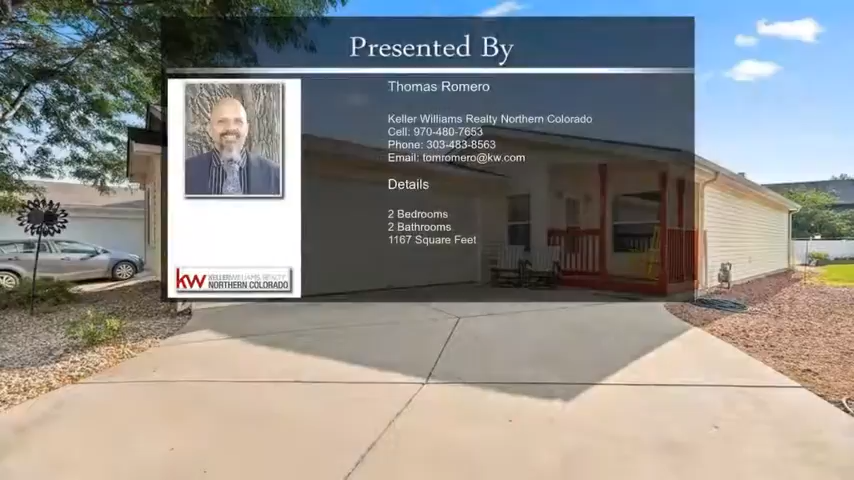 Presented By
Thomas Romero
Keller Williams Realty Northern Colorado
Cell: 970-480-7653
Phone: 303-483-8563
Email: tomromero@kw.com
Details
2 Bedrooms
2 Bathrooms
1167 Square Feet
kw KELLERWILLIAMS. REALTY
NORTHERN COLORADO